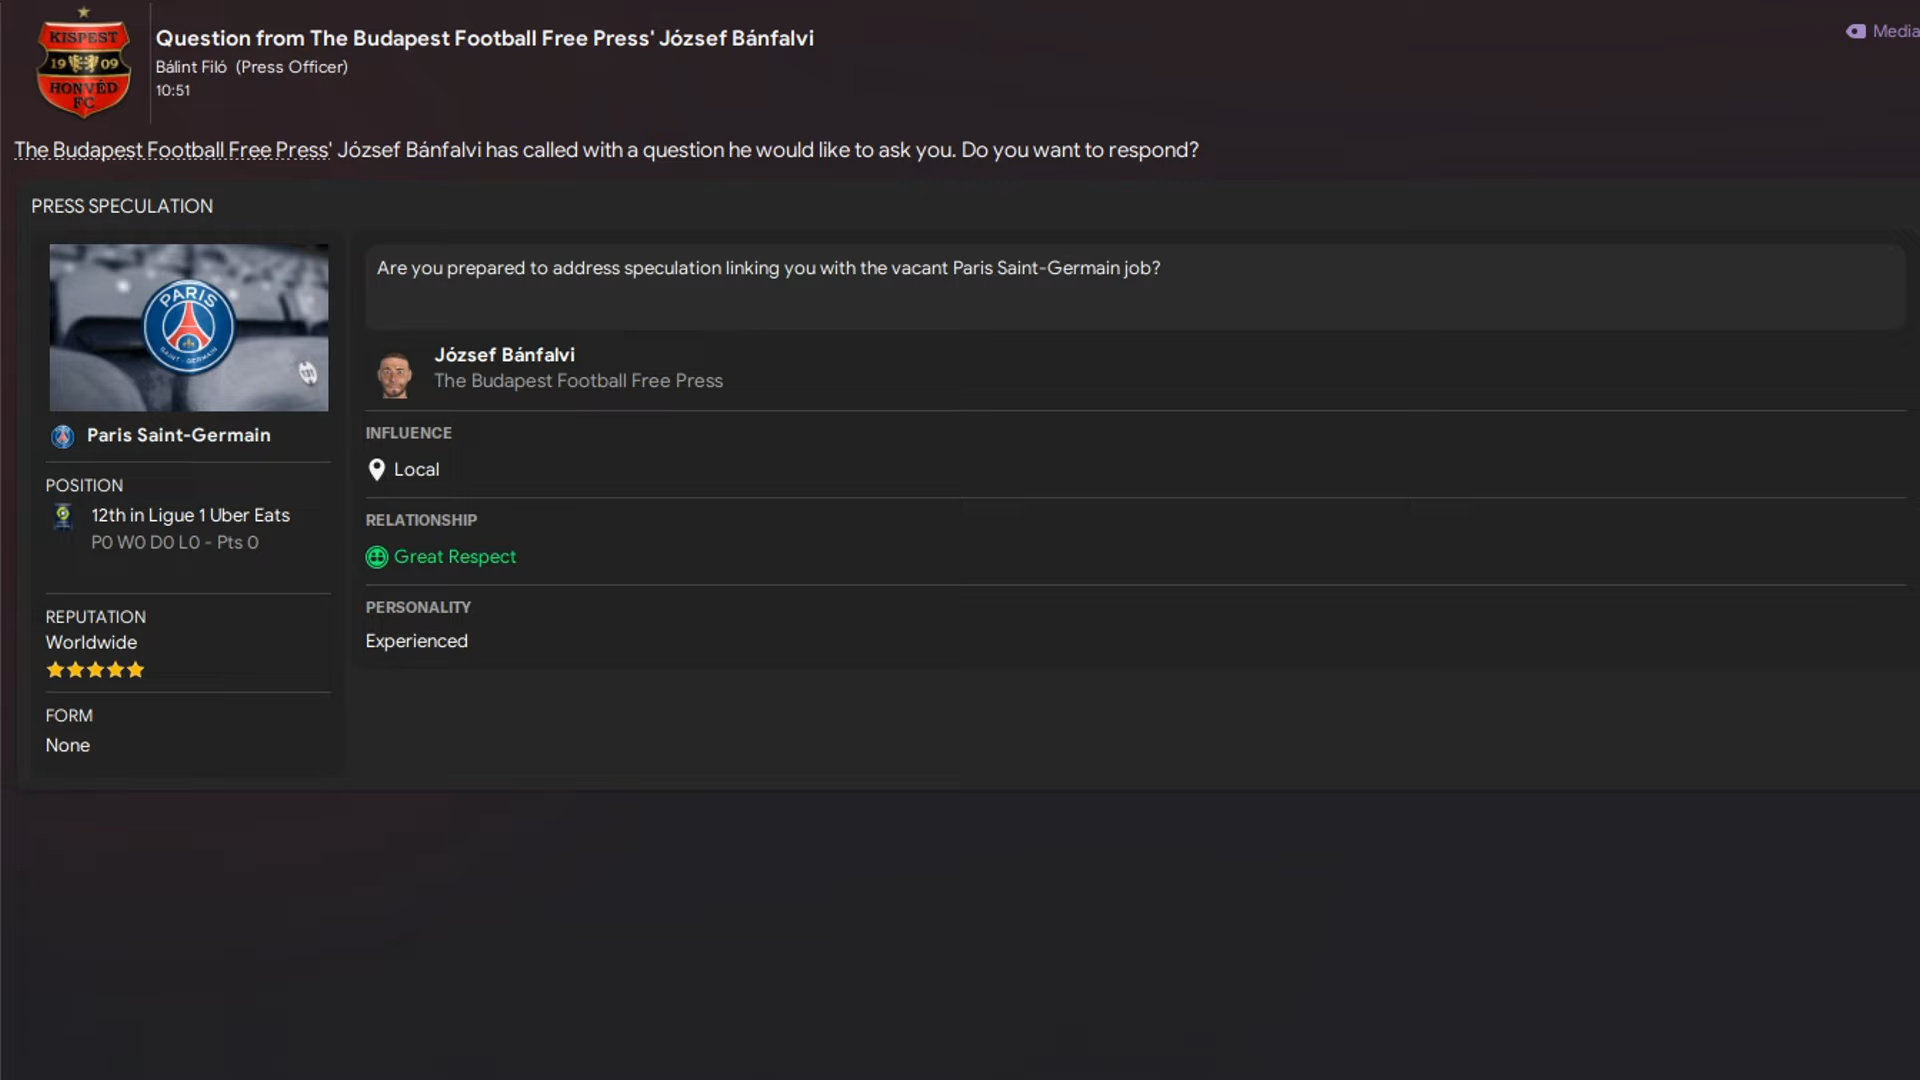 KISPEST
19 09
HONVÉD
FC
Question from The Budapest Football Free Press' József Bánfalvi
Bálint Filó (Press Officer)
10:51
Media
The Budapest Football Free Press' József Bánfalvi has called with a question he would like to ask you. Do you want to respond?
PRESS SPECULATION
PARIS
SAINT-GERMAIN
Paris Saint-Germain
POSITION
12th in Ligue 1 Uber Eats
P0 W0 D0 L0 - Pts 0
REPUTATION
Worldwide
FORM
None
Are you prepared to address speculation linking you with the vacant Paris Saint-Germain job?
József Bánfalvi
The Budapest Football Free Press
INFLUENCE
Local
RELATIONSHIP
Great Respect
PERSONALITY
Experienced